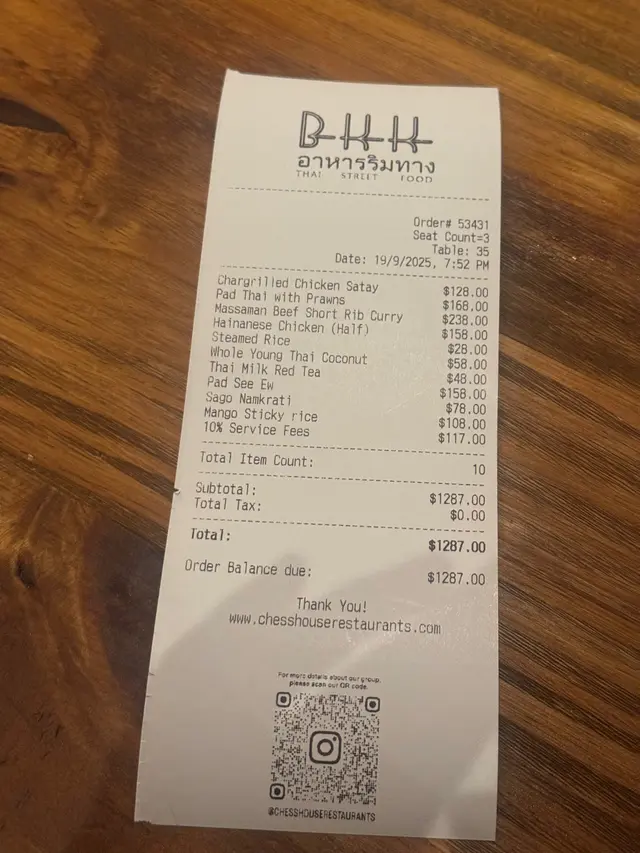 BKK
อาหารริมทาง
THAI STREET FOOD
Order# 53431
Seat Count=3
Table: 35
Date: 19/9/2025, 7:52 PM
Chargrilled Chicken Satay $128.00
Pad Thai with Prawns $168.00
Massaman Beef Short Rib Curry $238.00
Hainanese Chicken (Half) $158.00
Steamed Rice $28.00
Whole Young Thai Coconut $58.00
Thai Milk Red Tea $48.00
Pad See Ew $158.00
Sago Namkrati $78.00
Mango Sticky rice $108.00
10% Service Fees $117.00
Total Item Count: 10
Subtotal: $1287.00
Total Tax: $0.00
Total: $1287.00
Order Balance due: $1287.00
Thank You!
www.chesshouserestaurants.com
For more details about our group,
please scan our QR code.
@CHESSHOUSERESTAURANTS